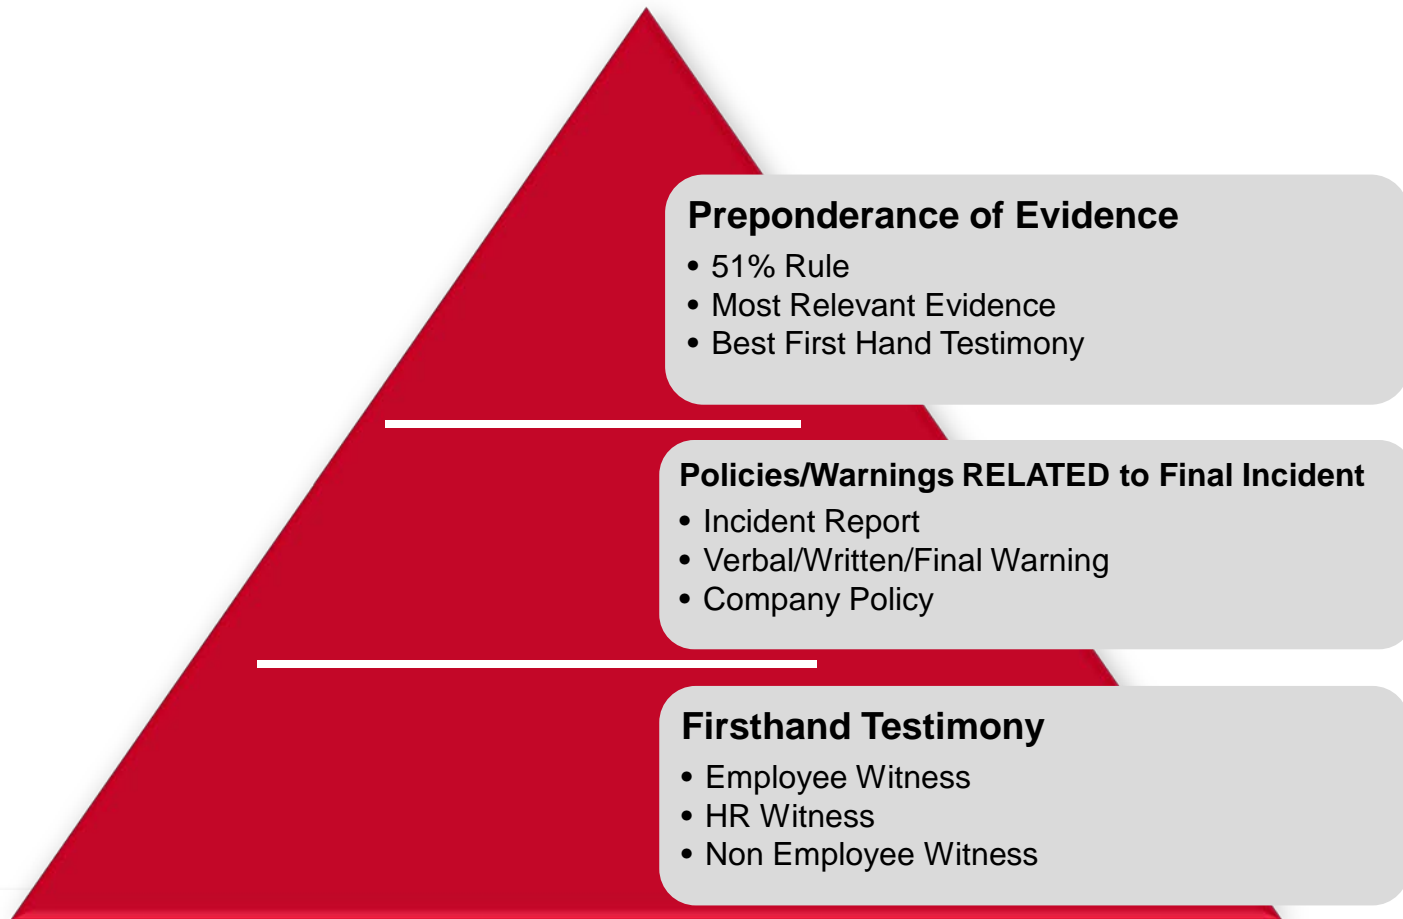 Preponderance of Evidence
• 51% Rule
• Most Relevant Evidence
• Best First Hand Testimony
Policies/Warnings RELATED to Final Incident
• Incident Report
• Verbal/Written/Final Warning
• Company Policy
Firsthand Testimony
• Employee Witness
• HR Witness
• Non Employee Witness